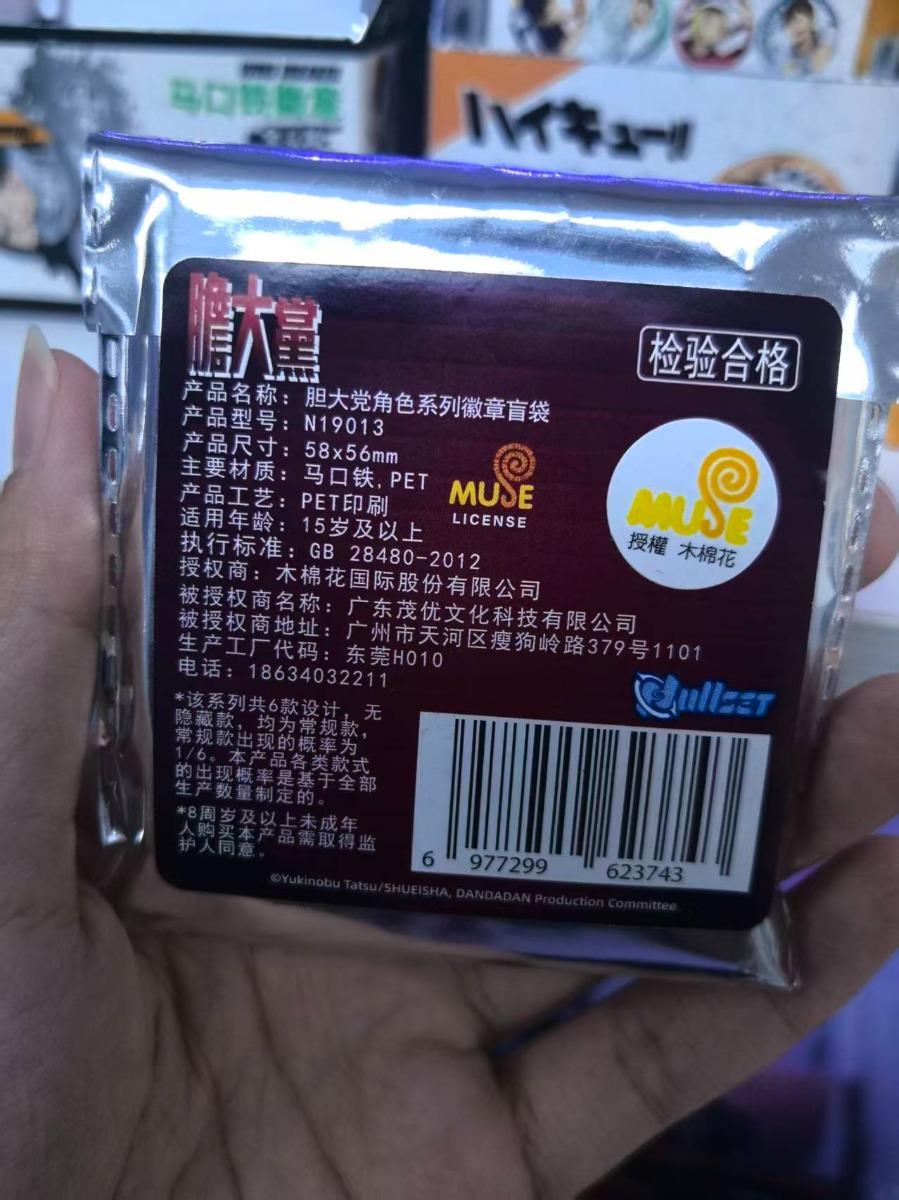 马口铁徽章
ハイキュー!!
膽大黨
检验合格
产品名称：胆大党角色系列徽章盲袋
产品型号：N19013
产品尺寸：58x56mm
主要材质：马口铁,PET
产品工艺：PET印刷
适用年龄：15岁及以上
执行标准：GB 28480-2012
授权商：木棉花国际股份有限公司
被授权商名称：广东茂优文化科技有限公司
被授权商地址：广州市天河区瘦狗岭路379号1101
生产工厂代码：东莞H010
电话：18634032211
MUSE
LICENSE
MUSE
授權 木棉花
*该系列共6款设计，无
隐藏款，均为常规款，
常规款出现的概率为
1/6。本产品各类款式
的出现概率是基于全部
生产数量制定的。
*8周岁及以上未成年
人购买本产品需取得监
护人同意。
6 977299 623743
©Yukinobu Tatsu/SHUEISHA, DANDADAN Production Committee